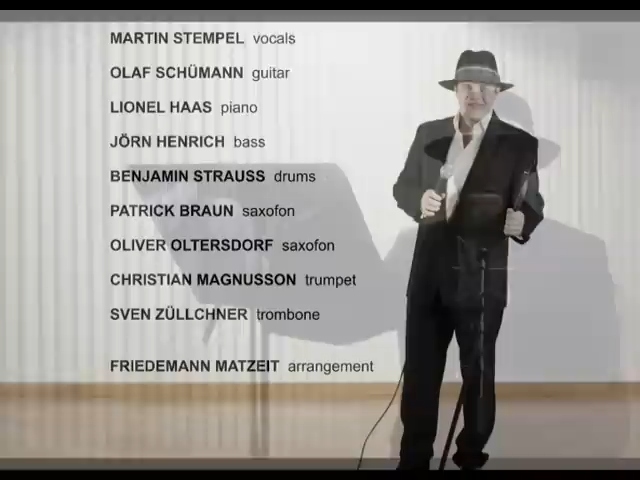 MARTIN STEMPEL vocals
OLAF SCHÜMANN guitar
LIONEL HAAS piano
JÖRN HENRICH bass
BENJAMIN STRAUSS drums
PATRICK BRAUN saxofon
OLIVER OLTERSDORF saxofon
CHRISTIAN MAGNUSSON trumpet
SVEN ZÜLLCHNER trombone
FRIEDEMANN MATZEIT arrangement